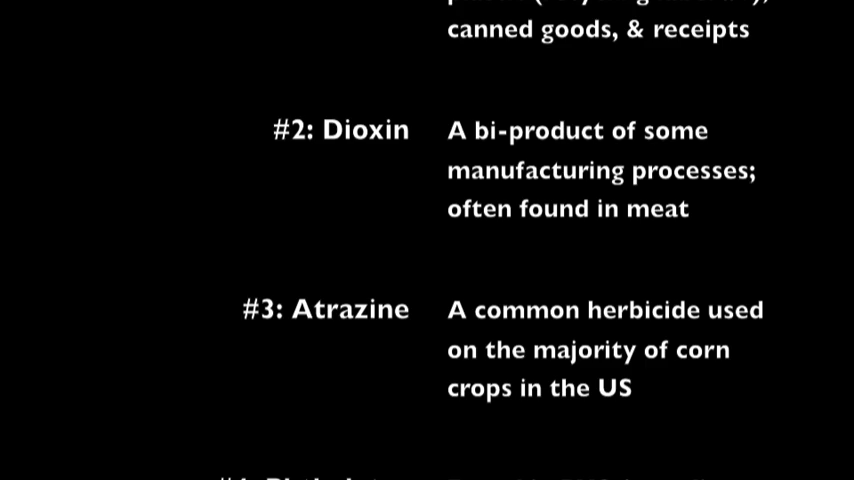 canned goods, & receipts
#2: Dioxin
A bi-product of some
manufacturing processes;
often found in meat
#3: Atrazine
A common herbicide used
on the majority of corn
crops in the US